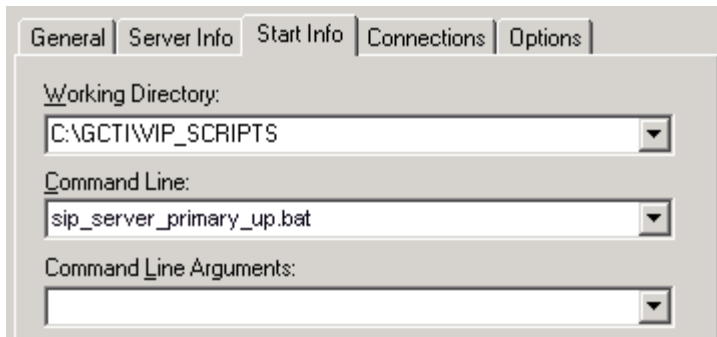 General Server Info Start Info Connections Options
Working Directory:
C:\GCTI\VIP_SCRIPTS
Command Line:
sip_server_primary_up.bat
Command Line Arguments: